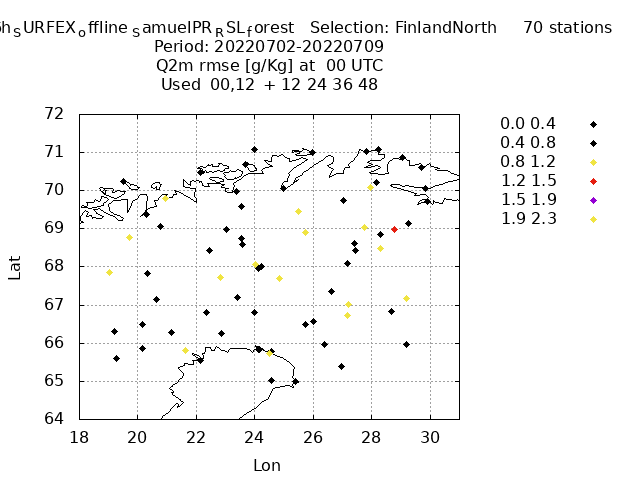 6h_SURFEX_offline_SamuelPR_RSL_forest Selection: FinlandNorth 70 stations
Period: 20220702-20220709
Q2m rmse [g/Kg] at 00 UTC
Used 00,12 + 12 24 36 48
0.0 0.4
0.4 0.8
0.8 1.2
1.2 1.5
1.5 1.9
1.9 2.3
72
71
70
69
68
67
66
65
64
Lat
18 20 22 24 26 28 30
Lon